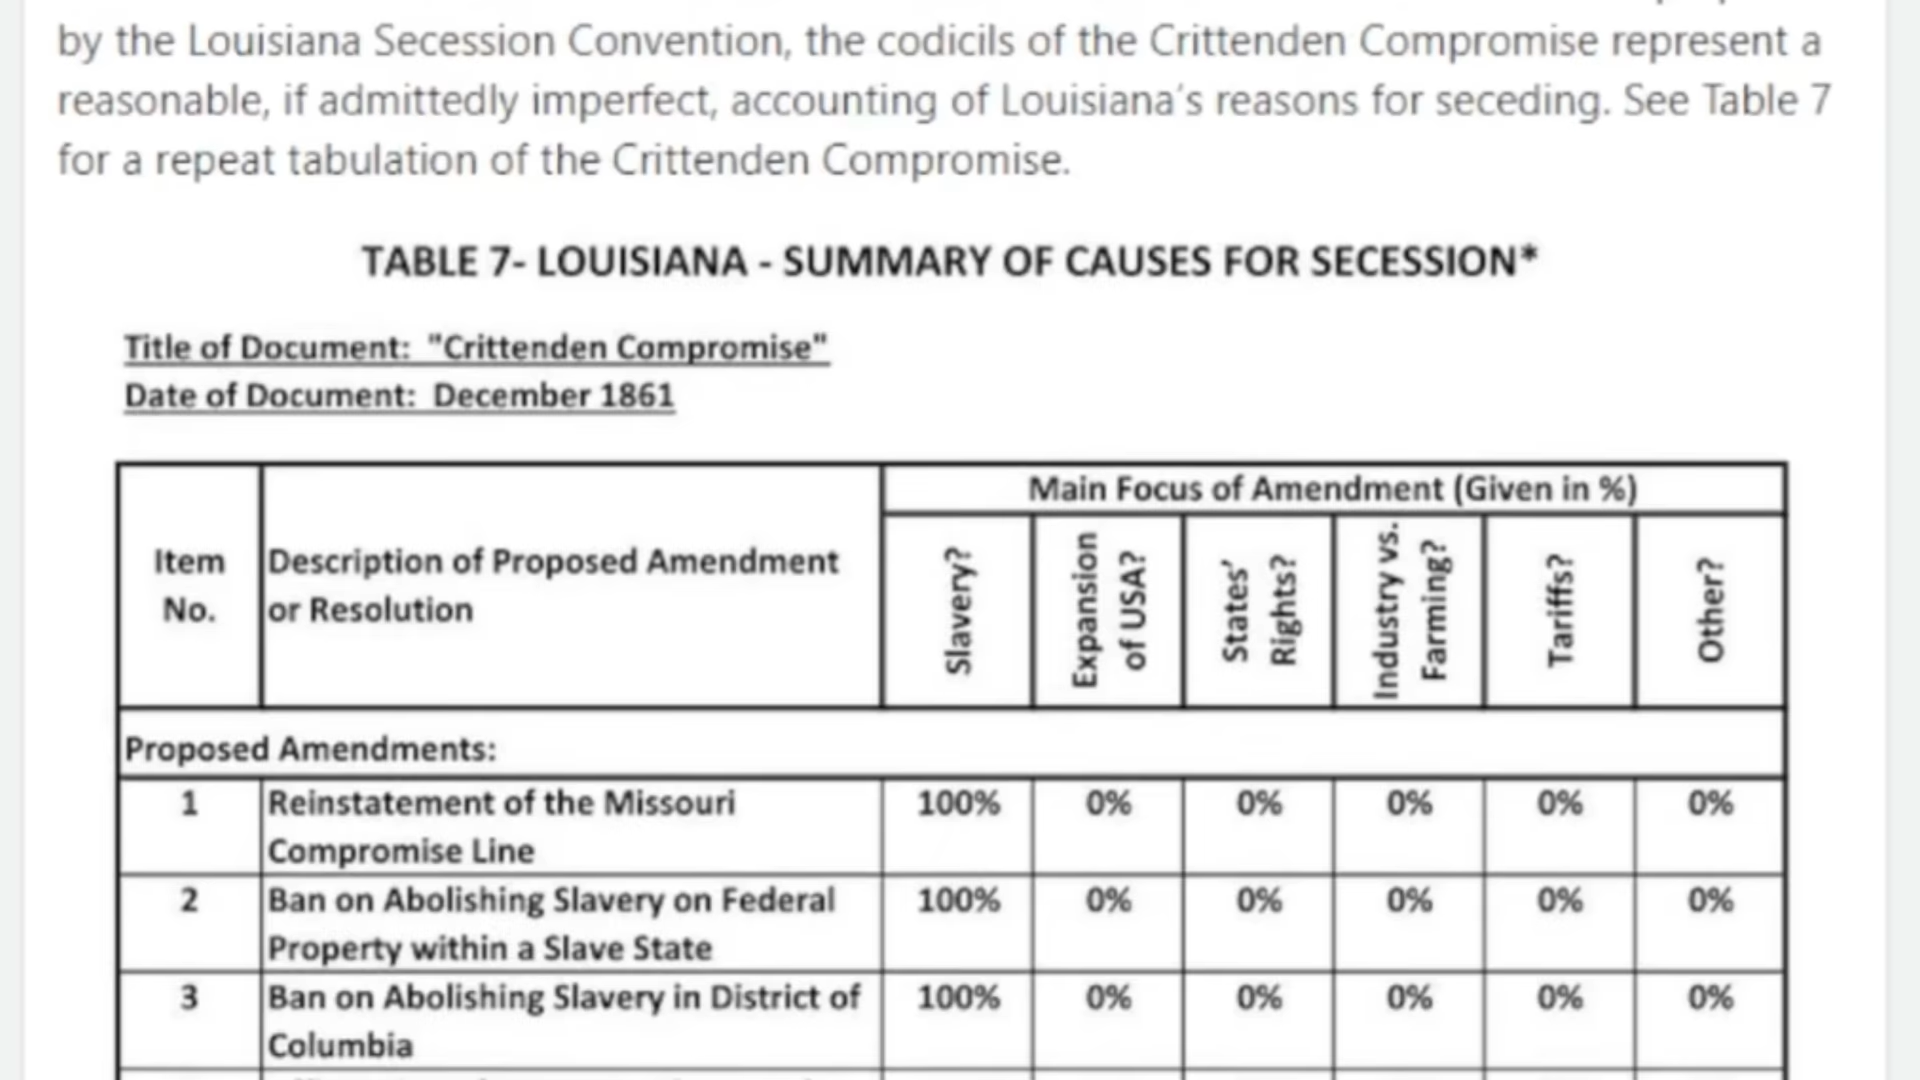 by the Louisiana Secession Convention, the codicils of the Crittenden Compromise represent a
reasonable, if admittedly imperfect, accounting of Louisiana's reasons for seceding. See Table 7
for a repeat tabulation of the Crittenden Compromise.
TABLE 7- LOUISIANA - SUMMARY OF CAUSES FOR SECESSION*
Title of Document: "Crittenden Compromise"
Date of Document: December 1861
Main Focus of Amendment (Given in %)
Item
No.
Description of Proposed Amendment
or Resolution
Slavery?
Expansion
of USA?
States'
Rights?
Industry vs.
Farming?
Tariffs?
Other?
Proposed Amendments:
1 Reinstatement of the Missouri 100% 0% 0% 0% 0% 0%
Compromise Line
2 Ban on Abolishing Slavery on Federal 100% 0% 0% 0% 0% 0%
Property within a Slave State
3 Ban on Abolishing Slavery in District of 100% 0% 0% 0% 0% 0%
Columbia